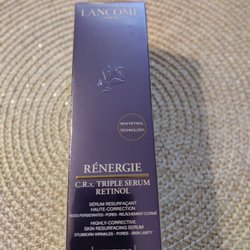 LANCÔME
NEW RETINOL
TECHNOLOGY
RÉNERGIE
C.R.x. TRIPLE SERUM
RETINOL
SÉRUM RESURFAÇANT
HAUTE-CORRECTION
RIDES PERSISTANTES - PORES - RELÂCHEMENT CUTANÉ
HIGHLY-CORRECTIVE
SKIN RESURFACING SERUM
STUBBORN WRINKLES - PORES - SKIN LAXITY